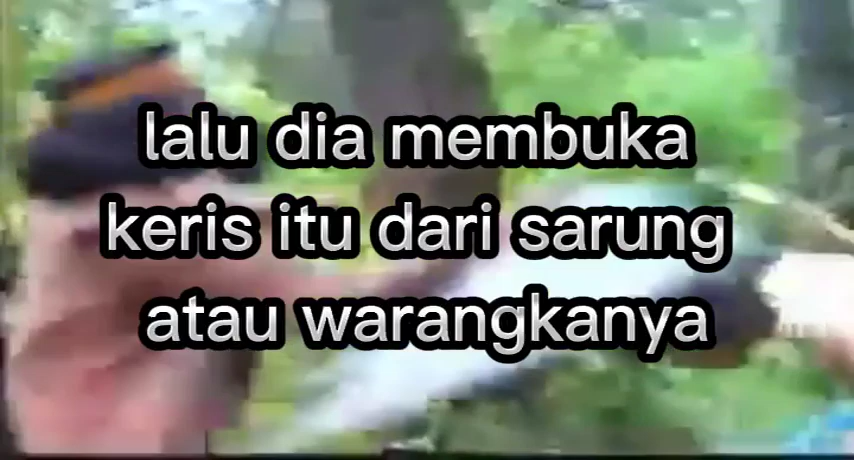 lalu dia membuka
keris itu dari sarung
atau warangkanya